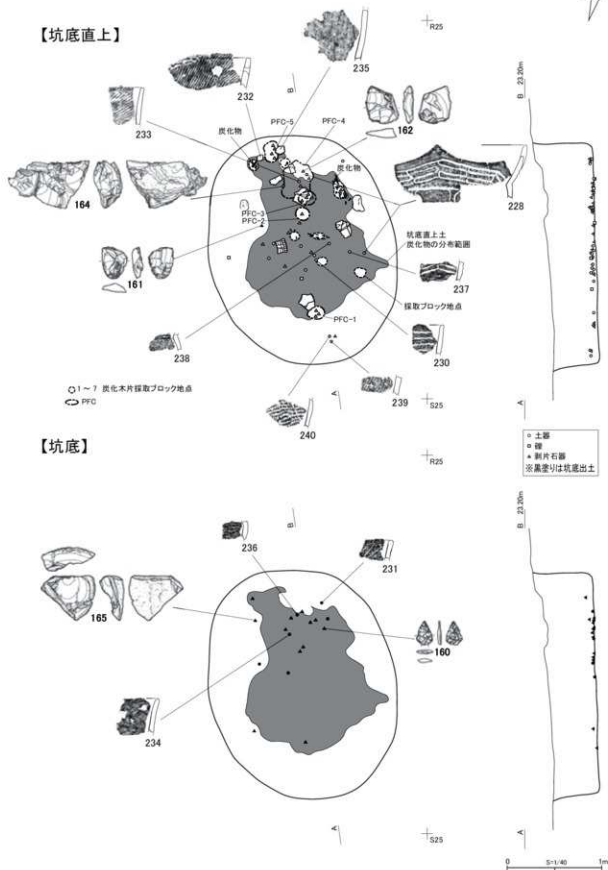 【坑底直上】
R25
B
B
23.20m
235
232
233
PFC-5
PFC-4
162
炭化物
炭化物
164
228
PFC-3
PFC-2
坑底直上土
炭化物の分布範囲
161
237
採取ブロック地点
PFC-1
238
230
239
240
A
A
S25
1～7 炭化木片採取ブロック地点
PFC
【坑底】
R25
土器
礫
剥片石器
※黒塗りは坑底出土
B
B
23.20m
236
231
165
160
234
A
A
S25
0 S=1/40 1m